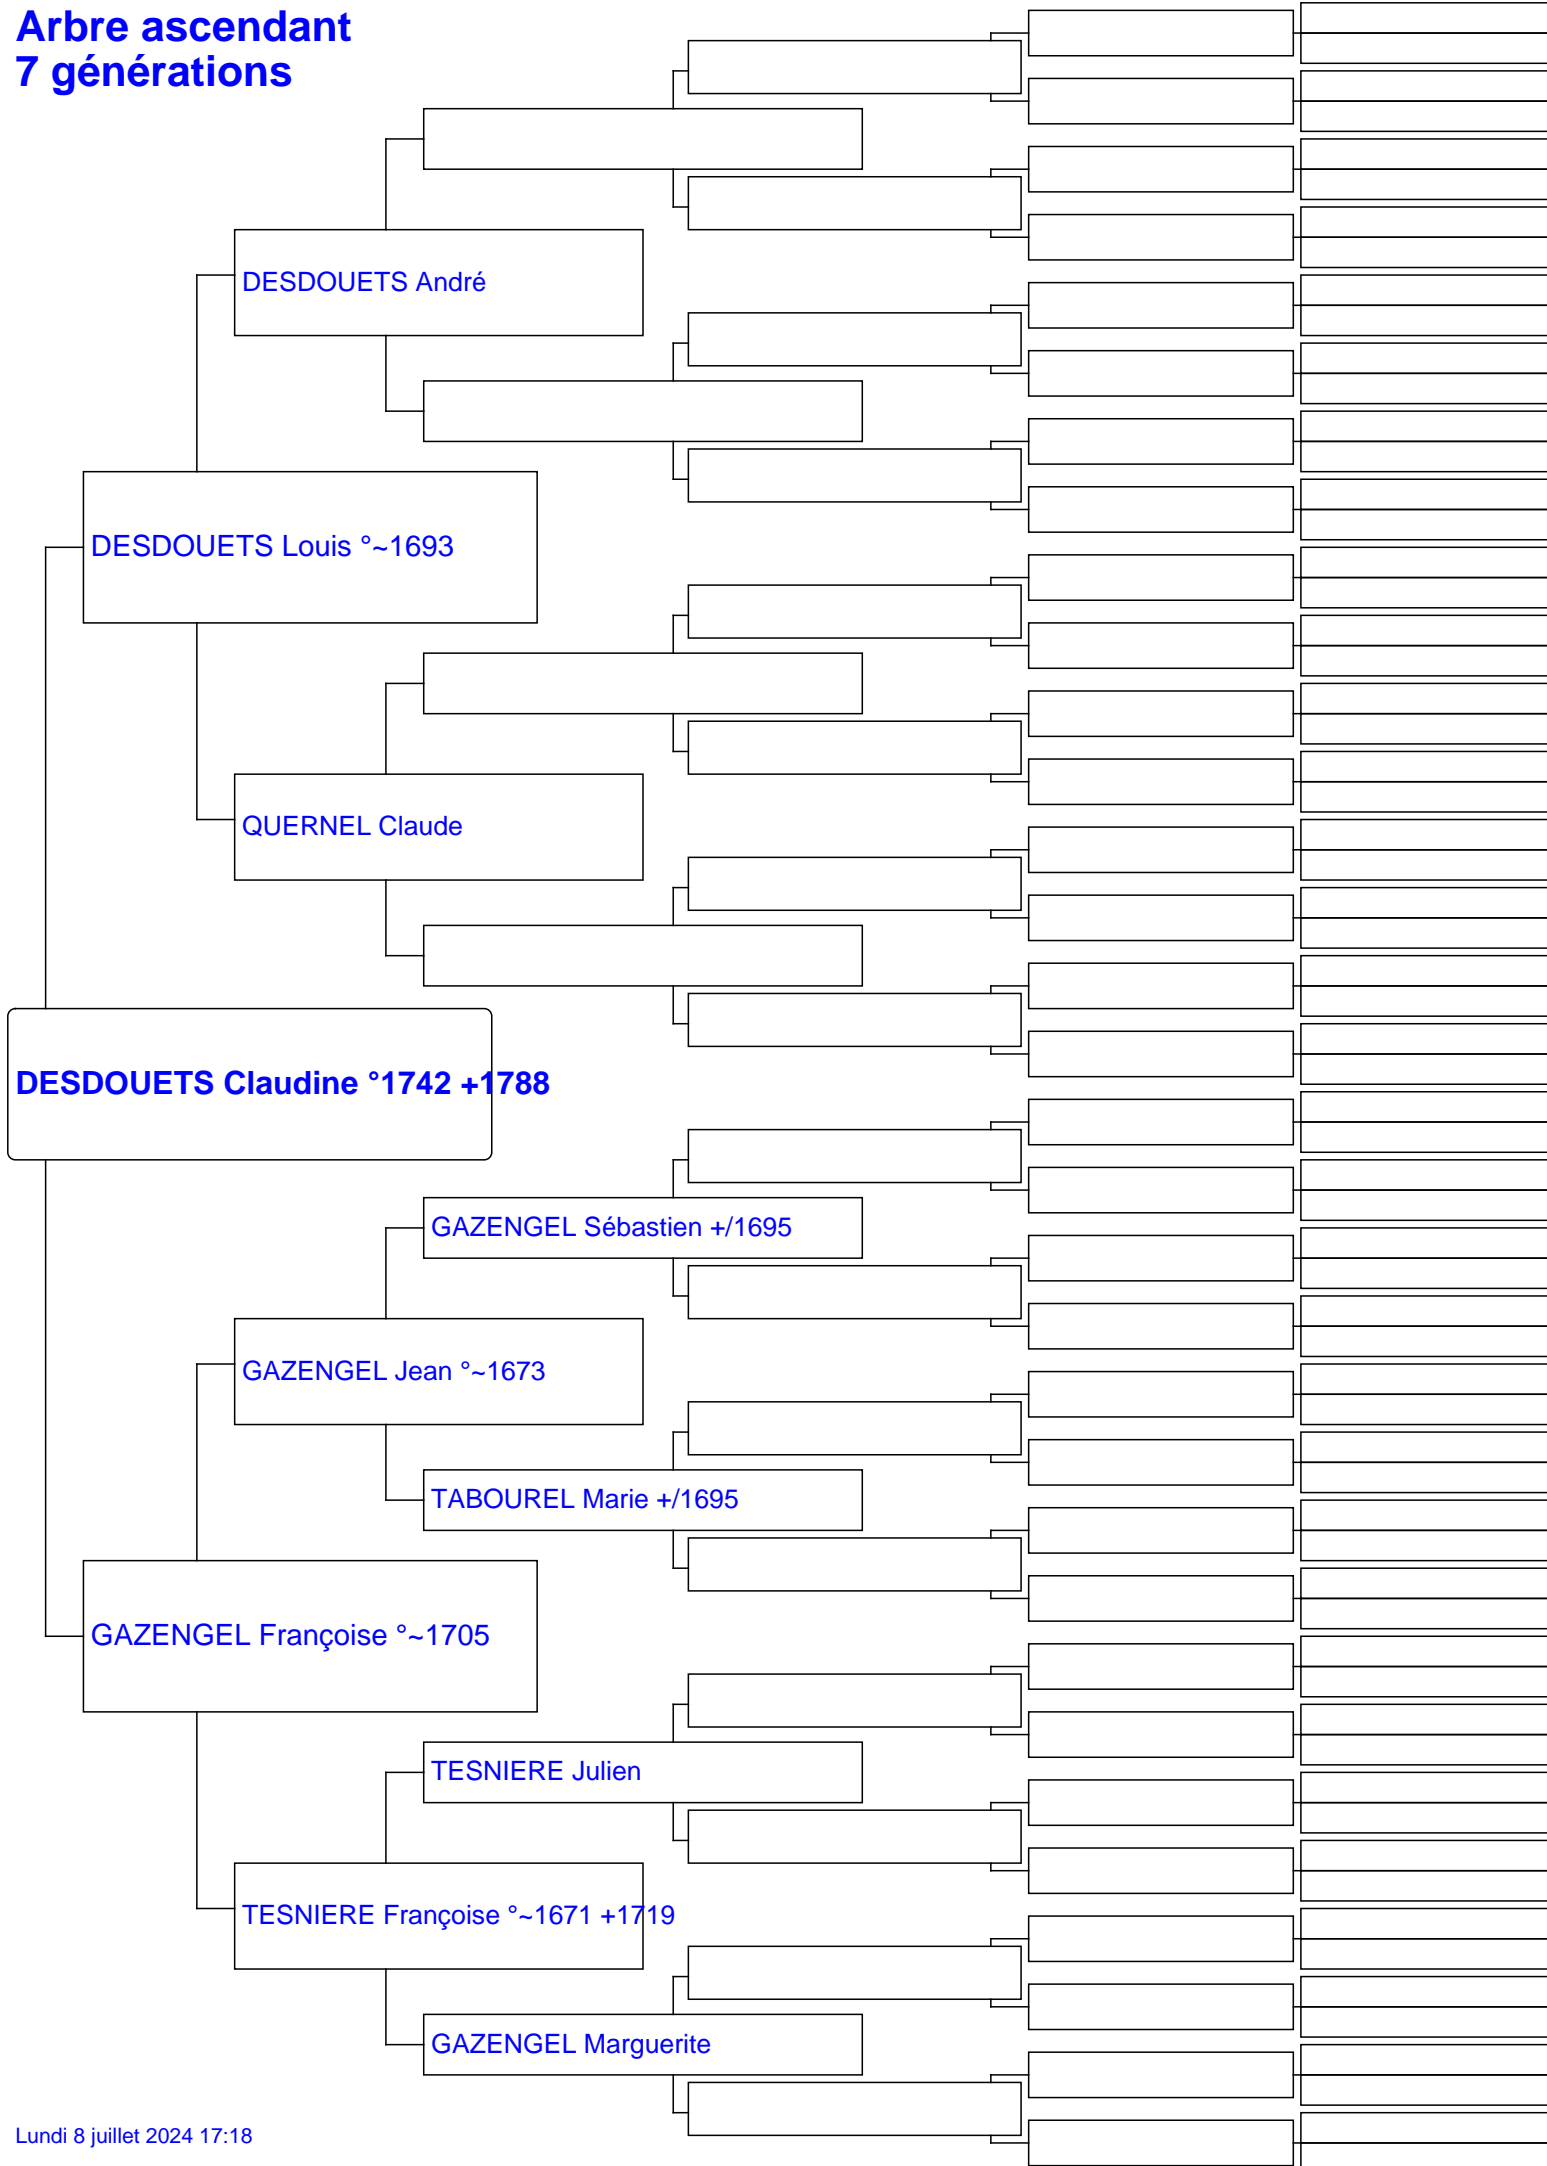 Arbre ascendant
7 générations
DESDOUETS André
DESDOUETS Louis °~1693
QUERNEL Claude
DESDOUETS Claudine °1742 +1788
GAZENGEL Sébastien +/1695
GAZENGEL Jean °~1673
TABOUREL Marie +/1695
GAZENGEL Françoise °~1705
TESNIERE Julien
TESNIERE Françoise °~1671 +1719
GAZENGEL Marguerite
Lundi 8 juillet 2024 17:18